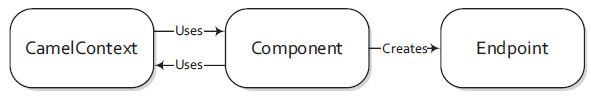 Uses
CamelContext
Component
Creates
Endpoint
Uses